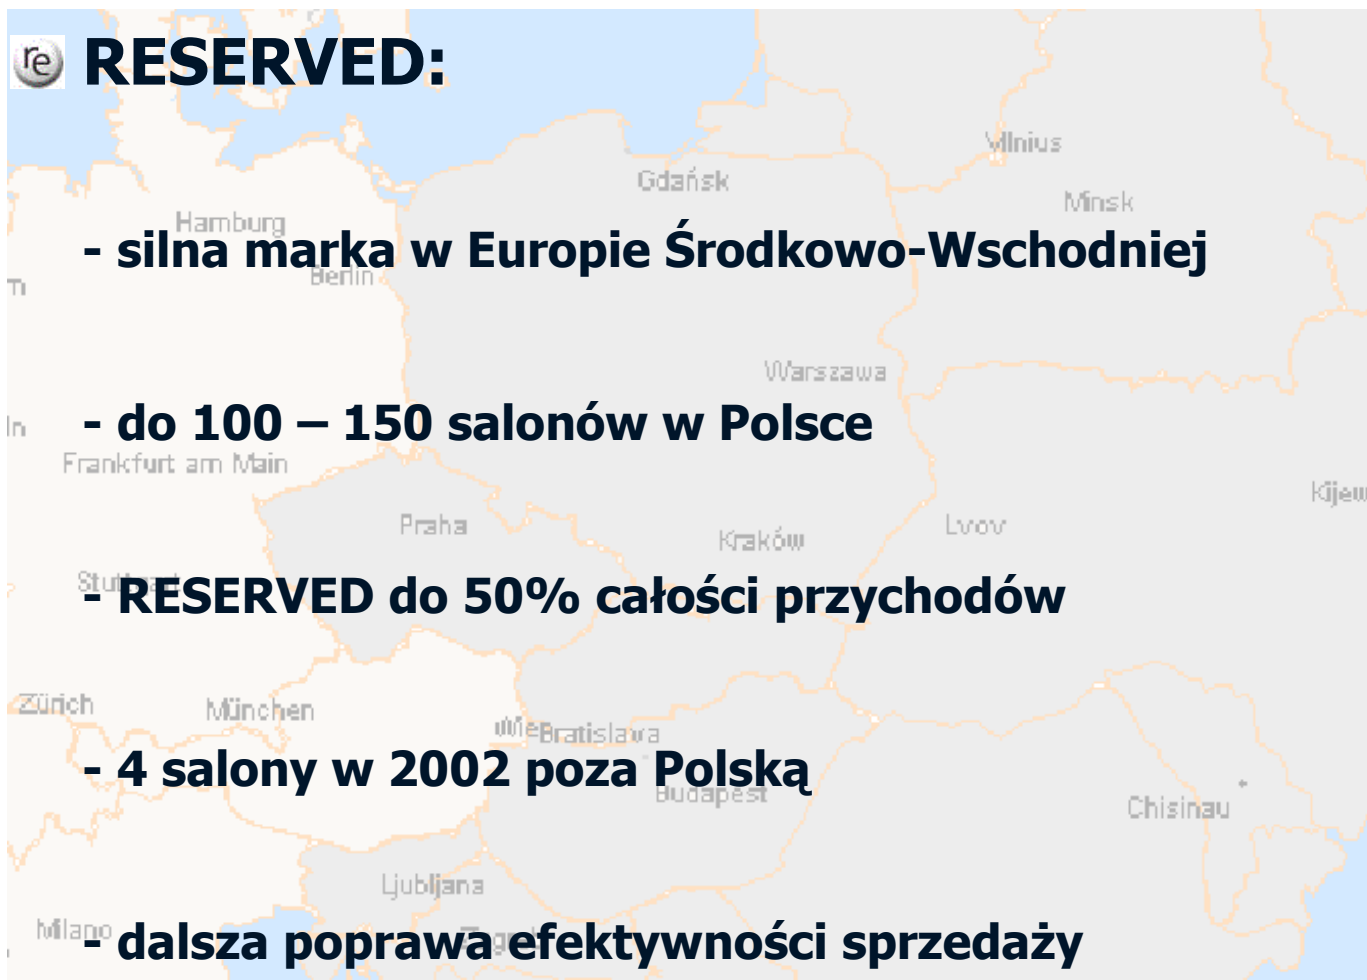 re RESERVED:
Vilnius
Gdańsk
Minsk
Hamburg
- silna marka w Europie Środkowo-Wschodniej
Berlin
Warszawa
- do 100 – 150 salonów w Polsce
Frankfurt am Main
Kijew
Praha
Kraków
Lvov
Stuttgart
- RESERVED do 50% całości przychodów
Zürich
München
Bratislava
- 4 salony w 2002 poza Polską
Budapest
Chisinau
Ljubljana
Milano
- dalsza poprawa efektywności sprzedaży